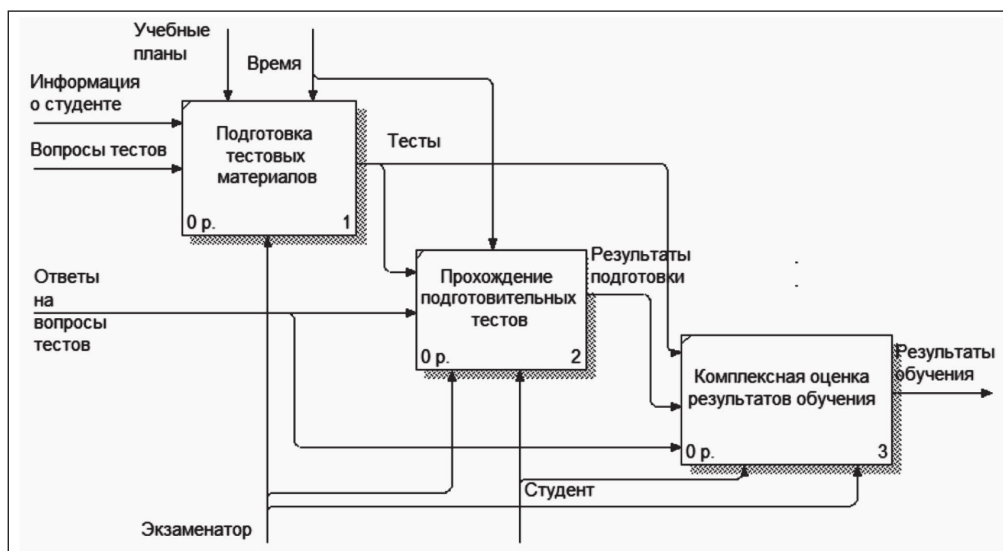 Учебные
планы
Время
Информация
о студенте
Вопросы тестов
Подготовка
тестовых
материалов
0 р.
1
Тесты
Ответы
на
вопросы
тестов
Прохождение
подготовительных
тестов
0 р.
2
Результаты
подготовки
Комплексная оценка
результатов обучения
0 р.
3
Результаты
обучения
Студент
Экзаменатор